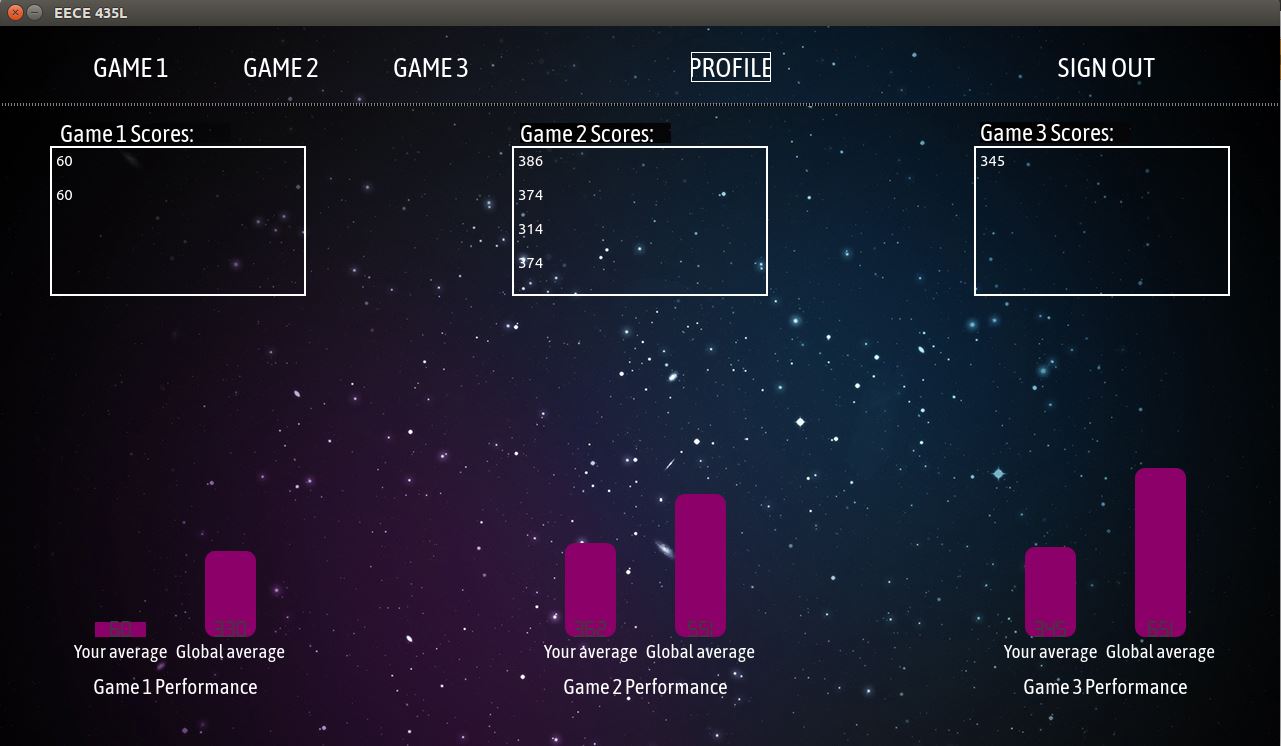 EECE 435L
GAME 1 GAME 2 GAME 3 PROFILE SIGN OUT
Game 1 Scores: Game 2 Scores: Game 3 Scores:
60 386 345
60 374
314
374
60 330 362 551 345 651
Your average Global average Your average Global average Your average Global average
Game 1 Performance Game 2 Performance Game 3 Performance